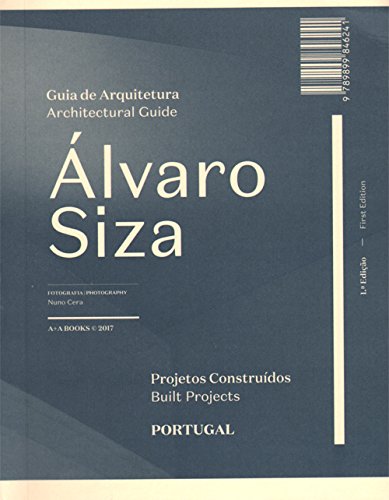 Guia de Arquitetura
Architectural Guide
Álvaro
Siza
FOTOGRAFIA | PHOTOGRAPHY
Nuno Cera
A+A BOOKS © 2017
Projetos Construídos
Built Projects
PORTUGAL
9 789899 846241
1.ª Edição — First Edition